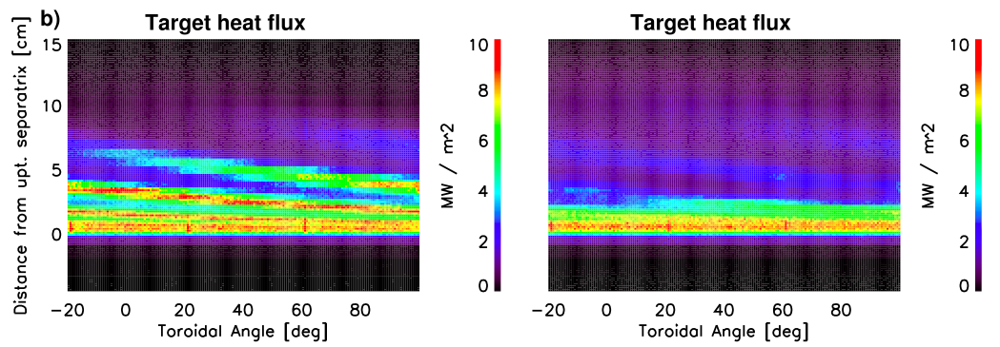 b)
Target heat flux
Target heat flux
Distance from upt. separatrix [cm]
15
10
5
0
-20 0 20 40 60 80
Toroidal Angle [deg]
10
8
6
4
2
0
MW / m^2
-20 0 20 40 60 80
Toroidal Angle [deg]
10
8
6
4
2
0
MW / m^2